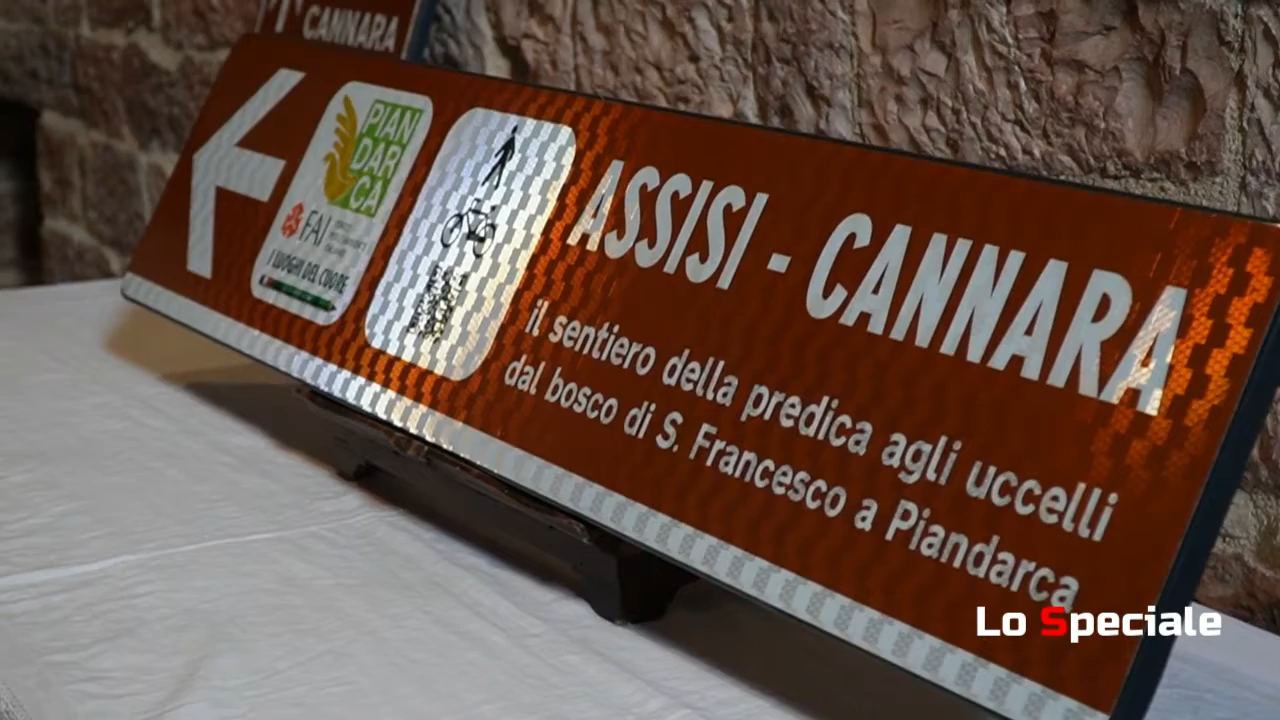 CANNARA
PIAN
DAR
CA
FAI
I LUOGHI DEL CUORE
ASSISI - CANNARA
il sentiero della predica agli uccelli
dal bosco di S. Francesco a Piandarca
Lo Speciale